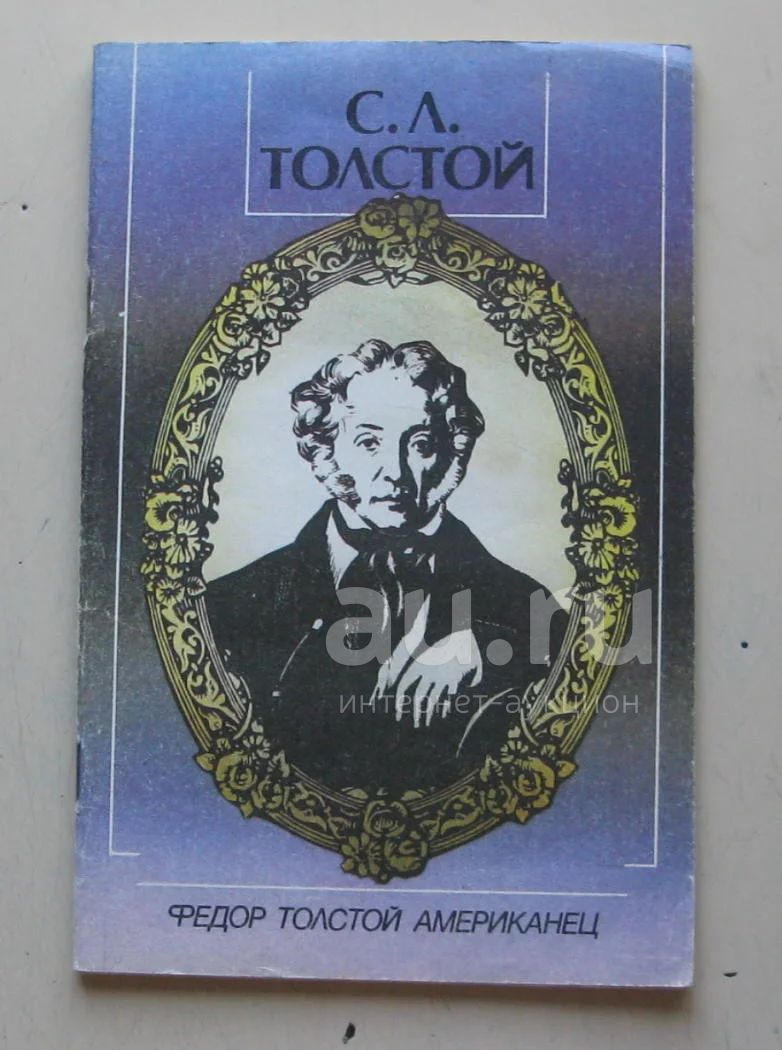 С. Л.
ТОЛСТОЙ
au.ru
интернет-аукцион
ФЕДОР ТОЛСТОЙ АМЕРИКАНЕЦ